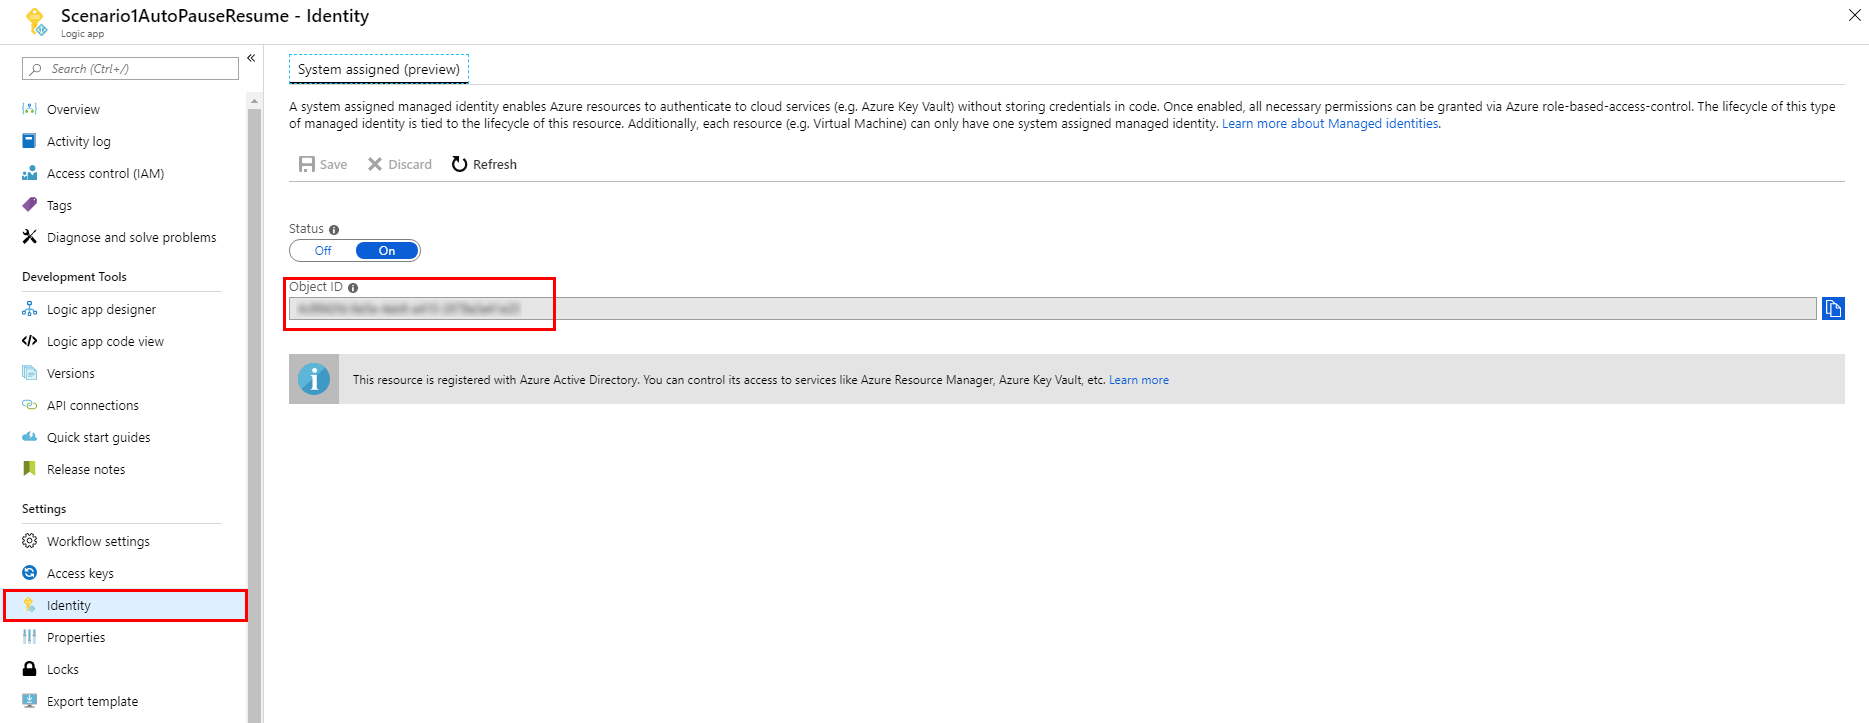 Scenario1AutoPauseResume - Identity
Logic app
Search (Ctrl+/)
«
Overview
Activity log
Access control (IAM)
Tags
Diagnose and solve problems
Development Tools
Logic app designer
Logic app code view
Versions
API connections
Quick start guides
Release notes
Settings
Workflow settings
Access keys
Identity
Properties
Locks
Export template
System assigned (preview)
A system assigned managed identity enables Azure resources to authenticate to cloud services (e.g. Azure Key Vault) without storing credentials in code. Once enabled, all necessary permissions can be granted via Azure role-based-access-control. The lifecycle of this type
of managed identity is tied to the lifecycle of this resource. Additionally, each resource (e.g. Virtual Machine) can only have one system assigned managed identity. Learn more about Managed identities.
Save Discard Refresh
Status
Off On
Object ID
This resource is registered with Azure Active Directory. You can control its access to services like Azure Resource Manager, Azure Key Vault, etc. Learn more